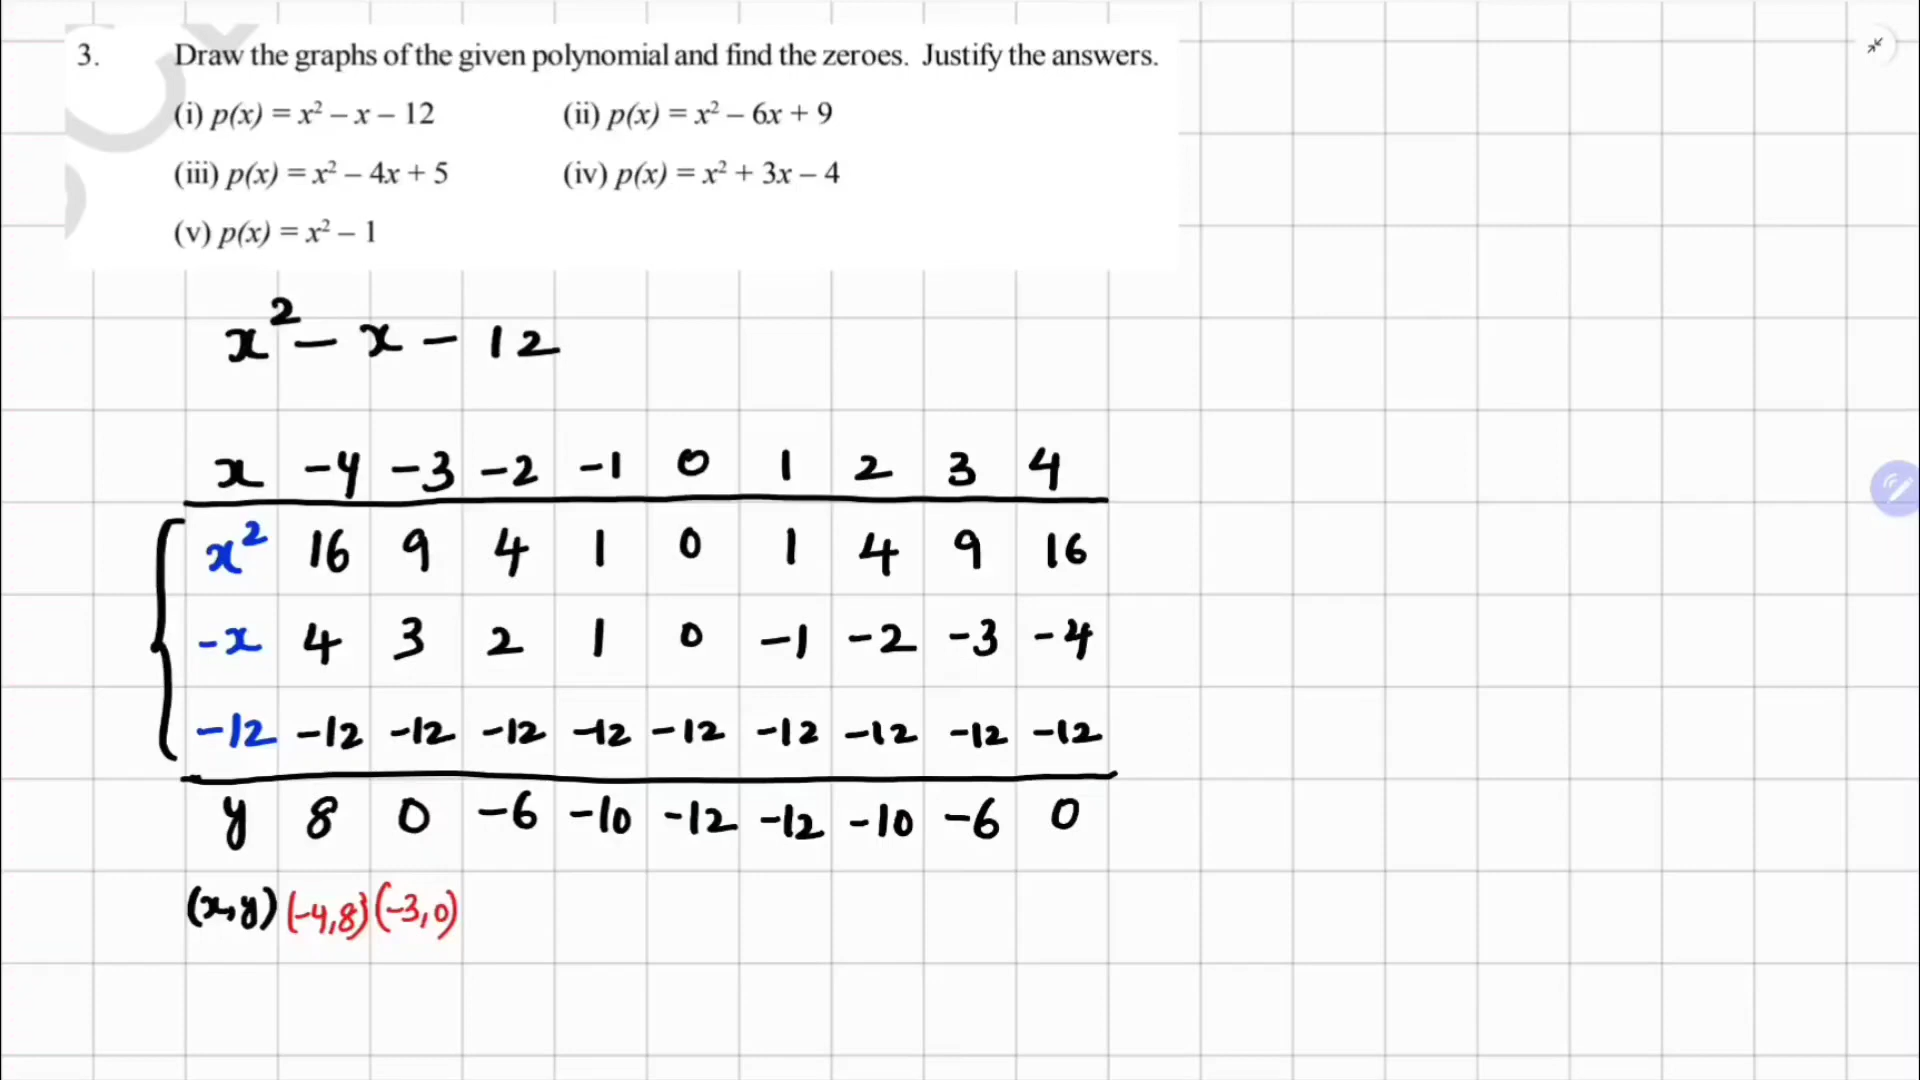 3. Draw the graphs of the given polynomial and find the zeroes. Justify the answers.
(i) p(x) = x² – x – 12 (ii) p(x) = x² – 6x + 9
(iii) p(x) = x² – 4x + 5 (iv) p(x) = x² + 3x – 4
(v) p(x) = x² – 1
x² – x – 12
x -4 -3 -2 -1 0 1 2 3 4
x² 16 9 4 1 0 1 4 9 16
-x 4 3 2 1 0 -1 -2 -3 -4
-12 -12 -12 -12 -12 -12 -12 -12 -12 -12
y 8 0 -6 -10 -12 -12 -10 -6 0
(x,y) (-4,8) (-3,0)